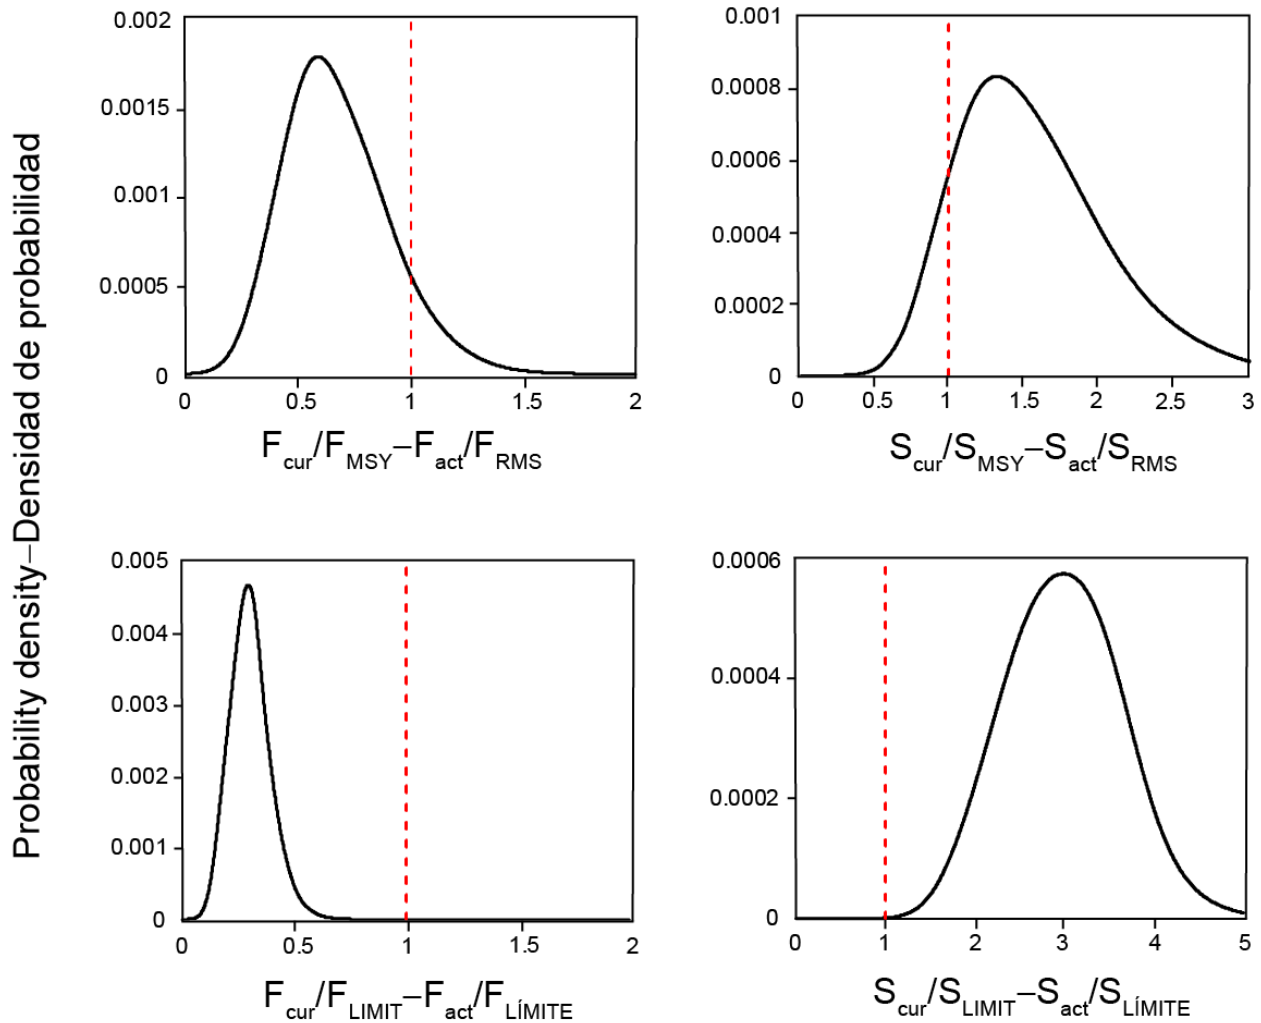 Probability density–Densidad de probabilidad
0.002
0.0015
0.001
0.0005
0
0 0.5 1 1.5 2
Fcur/FMSY–Fact/FRMS
0.001
0.0008
0.0006
0.0004
0.0002
0
0 0.5 1 1.5 2 2.5 3
Scur/SMSY–Sact/SRMS
0.005
0.004
0.003
0.002
0.001
0
0 0.5 1 1.5 2
Fcur/FLIMIT–Fact/FLÍMITE
0.0006
0.0004
0.0002
0
0 1 2 3 4 5
Scur/SLIMIT–Sact/SLÍMITE